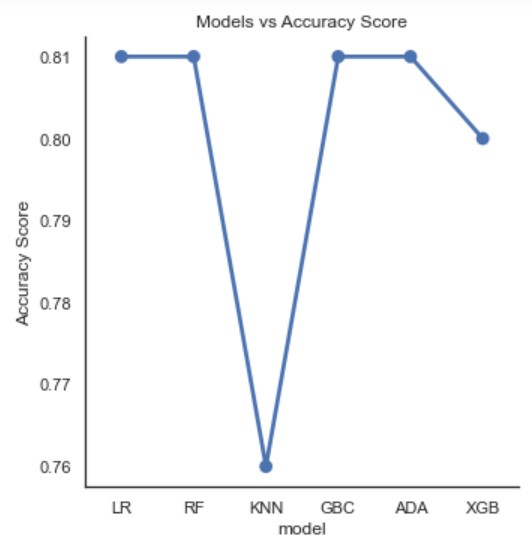 Models vs Accuracy Score
0.81
0.80
0.79
0.78
0.77
0.76
Accuracy Score
LR RF KNN GBC ADA XGB
model